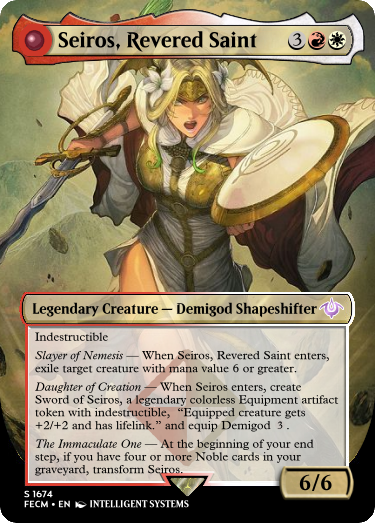 Seiros, Revered Saint 3
Legendary Creature — Demigod Shapeshifter
Indestructible
Slayer of Nemesis — When Seiros, Revered Saint enters,
exile target creature with mana value 6 or greater.
Daughter of Creation — When Seiros enters, create
Sword of Seiros, a legendary colorless Equipment artifact
token with indestructible,  “Equipped creature gets
+2/+2 and has lifelink.” and equip Demigod 3 .
The Immaculate One — At the beginning of your end
step, if you have four or more Noble cards in your
graveyard, transform Seiros.
6/6
S 1674
FECM • EN INTELLIGENT SYSTEMS